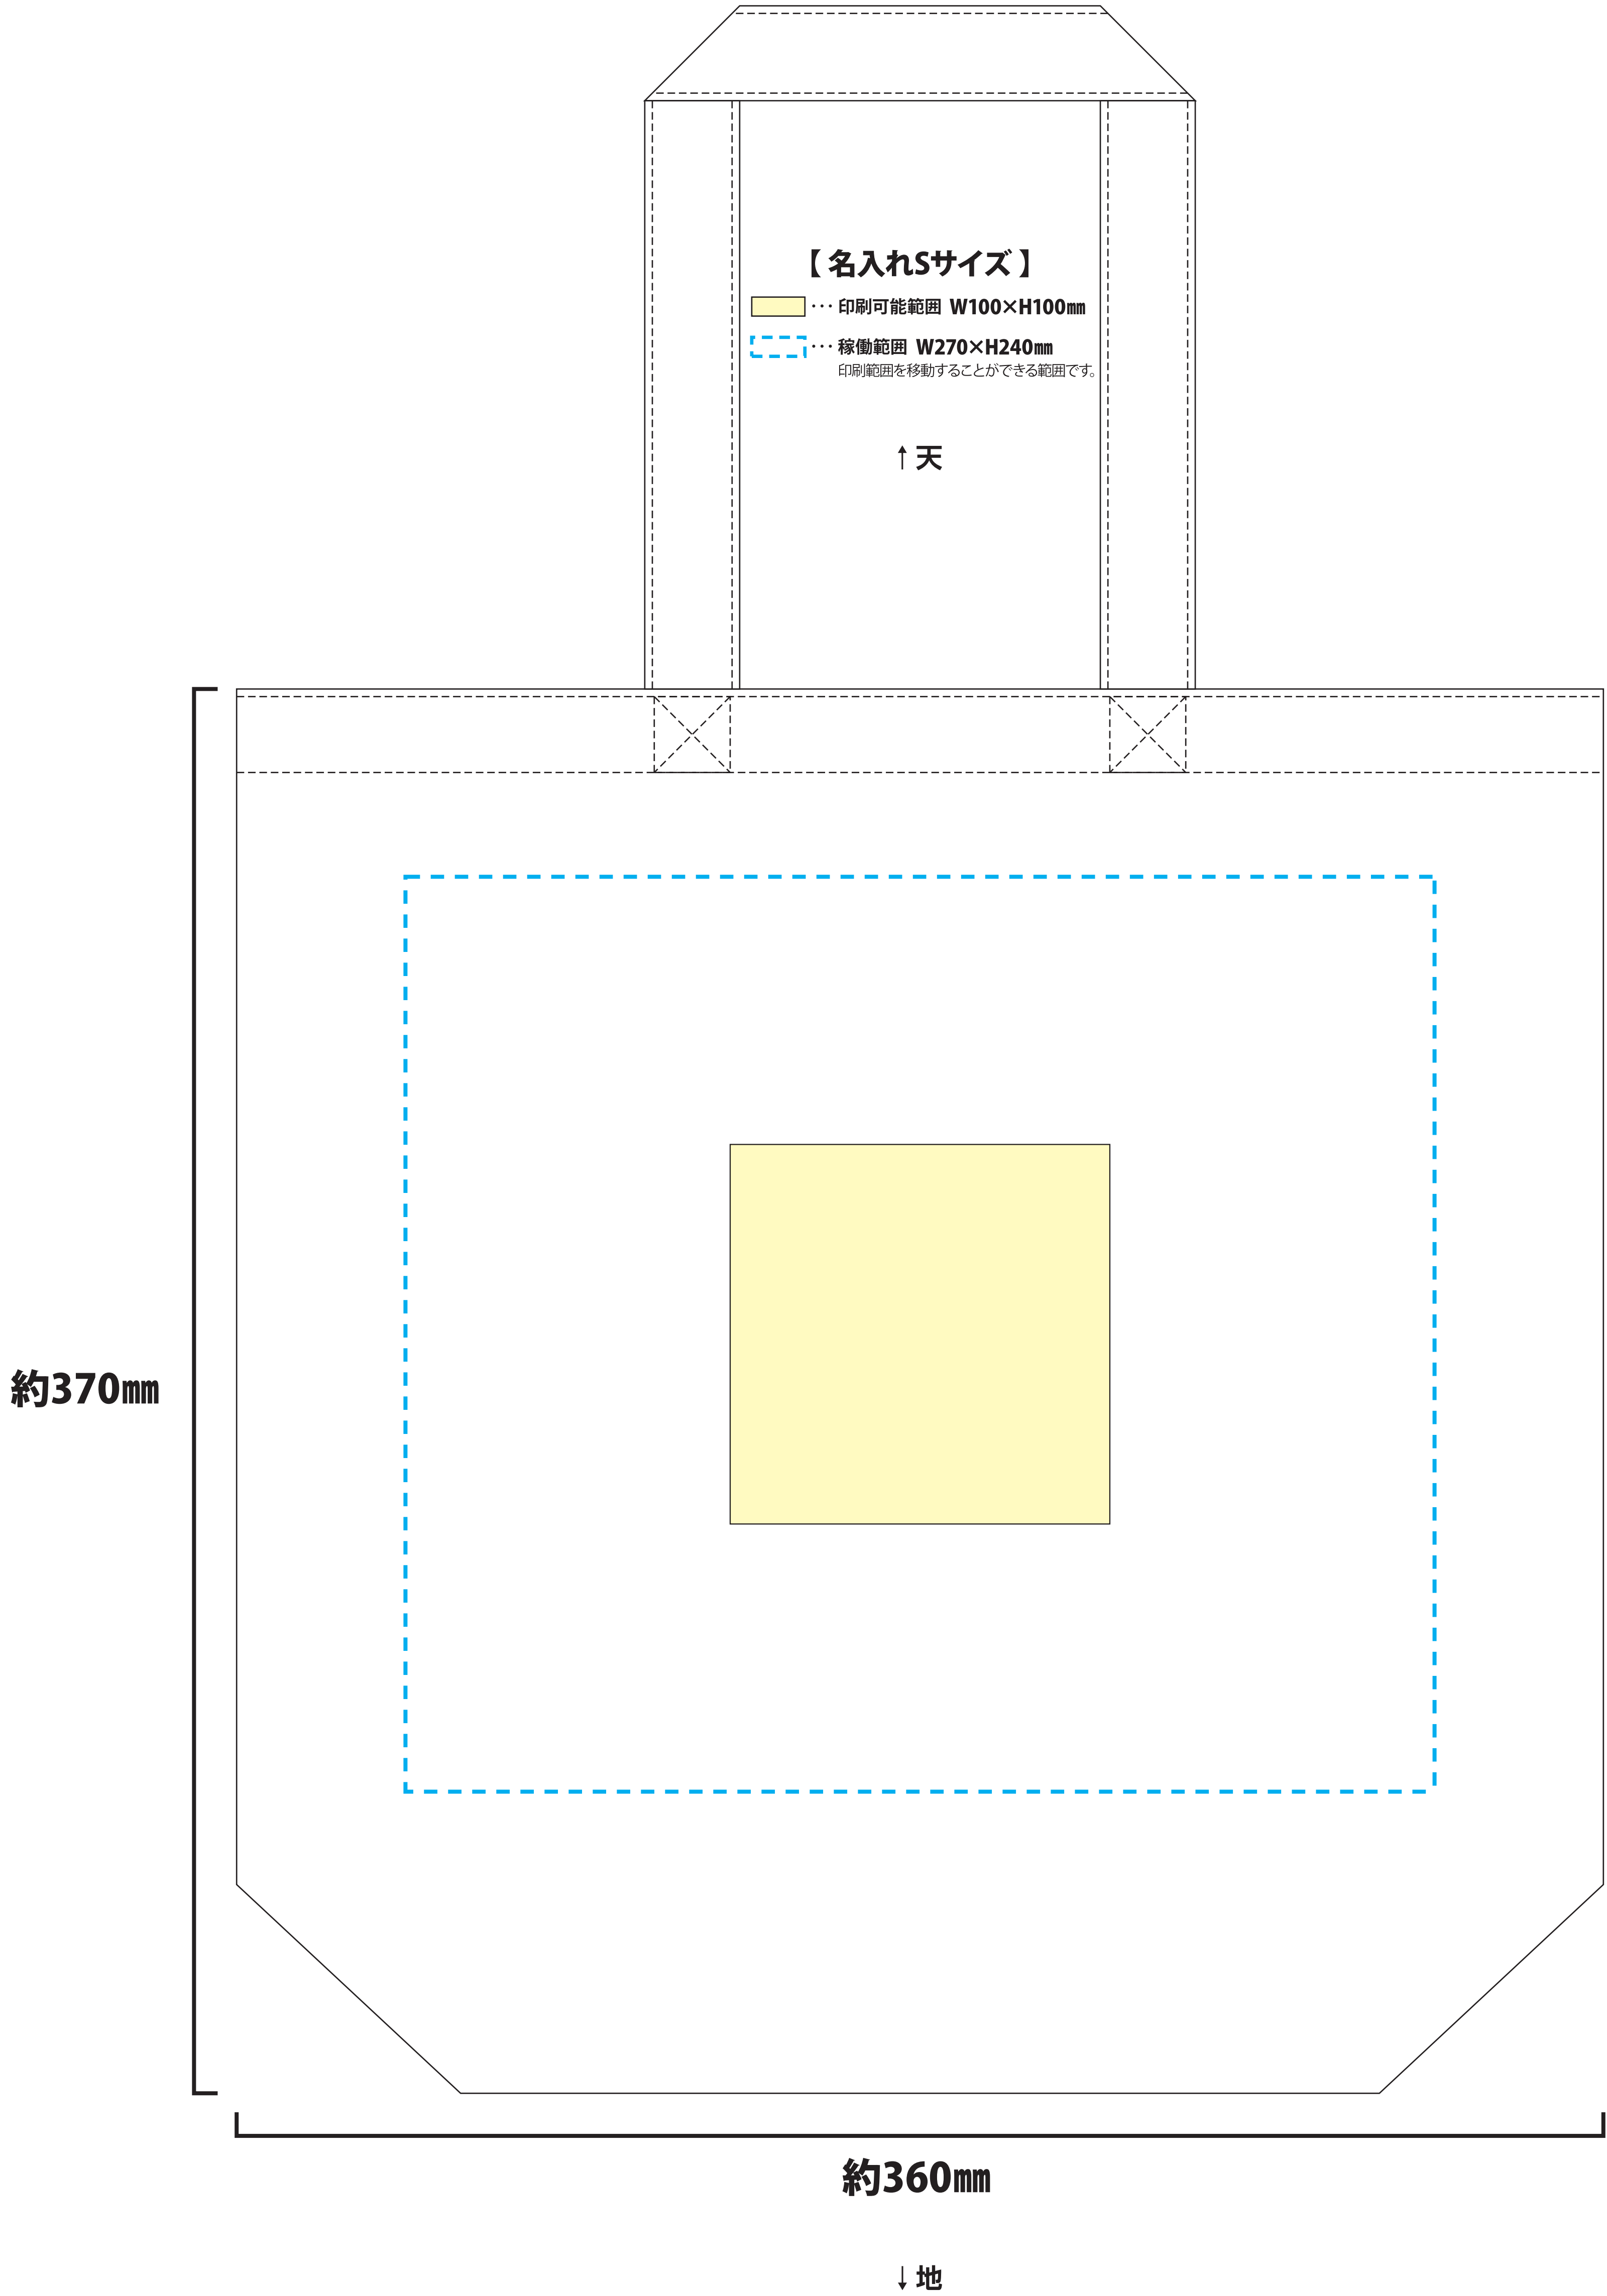 【 名入れSサイズ 】
･･･ 印刷可能範囲 W100×H100㎜
･･･ 稼働範囲 W270×H240㎜
印刷範囲を移動することができる範囲です。
↑ 天
約370㎜
約360㎜
↓ 地